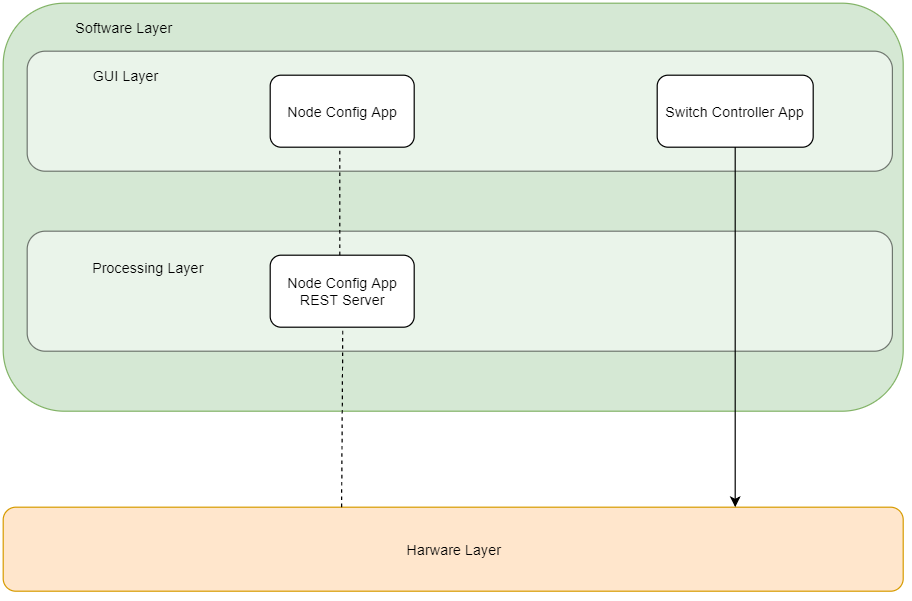 Software Layer
GUI Layer
Node Config App
Switch Controller App
Processing Layer
Node Config App
REST Server
Harware Layer